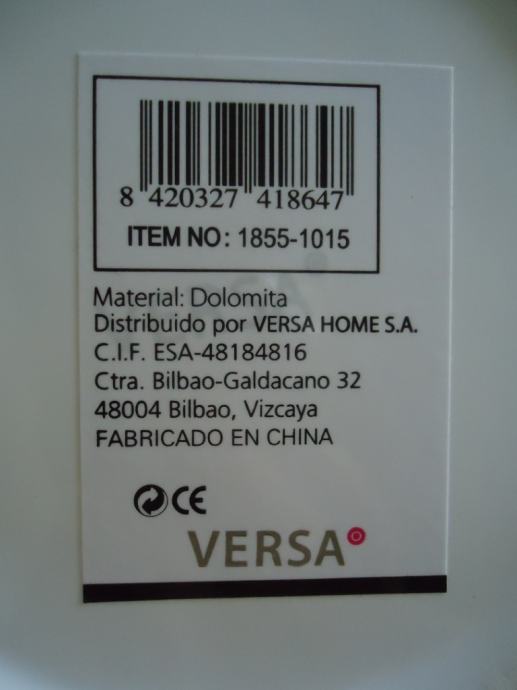 8 420327 418647
ITEM NO: 1855-1015
Material: Dolomita
Distribuido por VERSA HOME S.A.
C.I.F. ESA-48184816
Ctra. Bilbao-Galdacano 32
48004 Bilbao, Vizcaya
FABRICADO EN CHINA
CE
VERSA